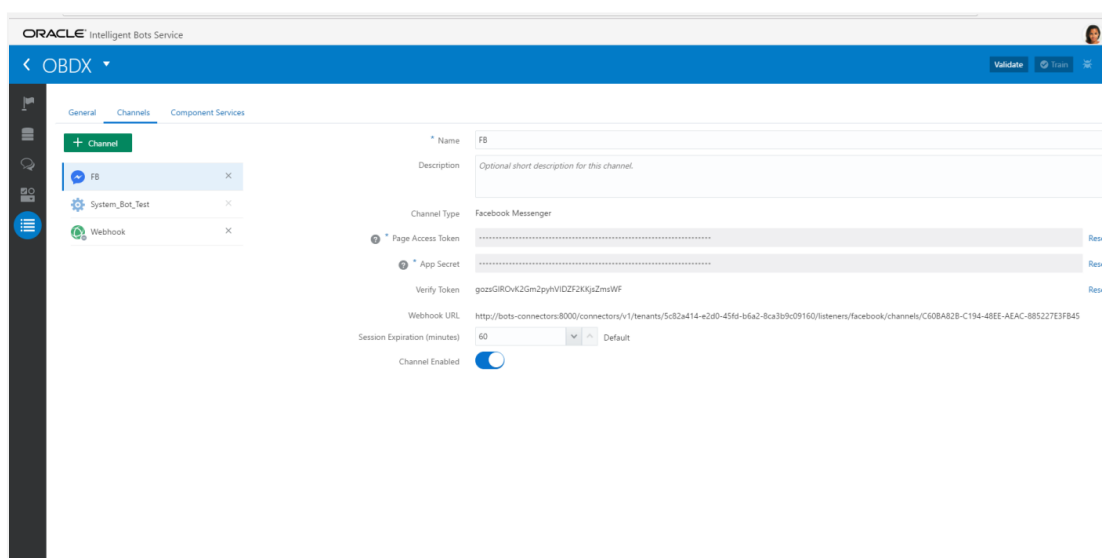 ORACLE Intelligent Bots Service
OBDX
Validate
Train
General Channels Component Services
+ Channel
FB
System_Bot_Test
Webhook
* Name FB
Description Optional short description for this channel.
Channel Type Facebook Messenger
* Page Access Token
* App Secret
Verify Token gozsGIROvK2Gm2pyhVIDZF2KKjsZmsWF
Webhook URL http://bots-connectors:8000/connectors/v1/tenants/5c82a414-e2d0-45fd-b6a2-8ca3b9c09160/listeners/facebook/channels/C60BA82B-C194-48EE-AEAC-885227E3FB45
Session Expiration (minutes) 60 Default
Channel Enabled